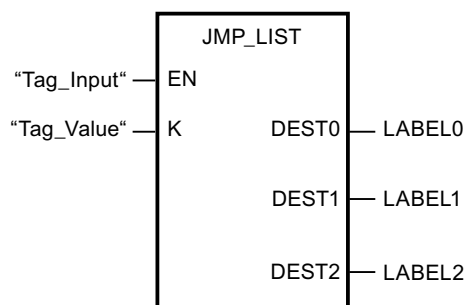 JMP_LIST
“Tag_Input“ EN
“Tag_Value“ K DEST0 LABEL0
DEST1 LABEL1
DEST2 LABEL2